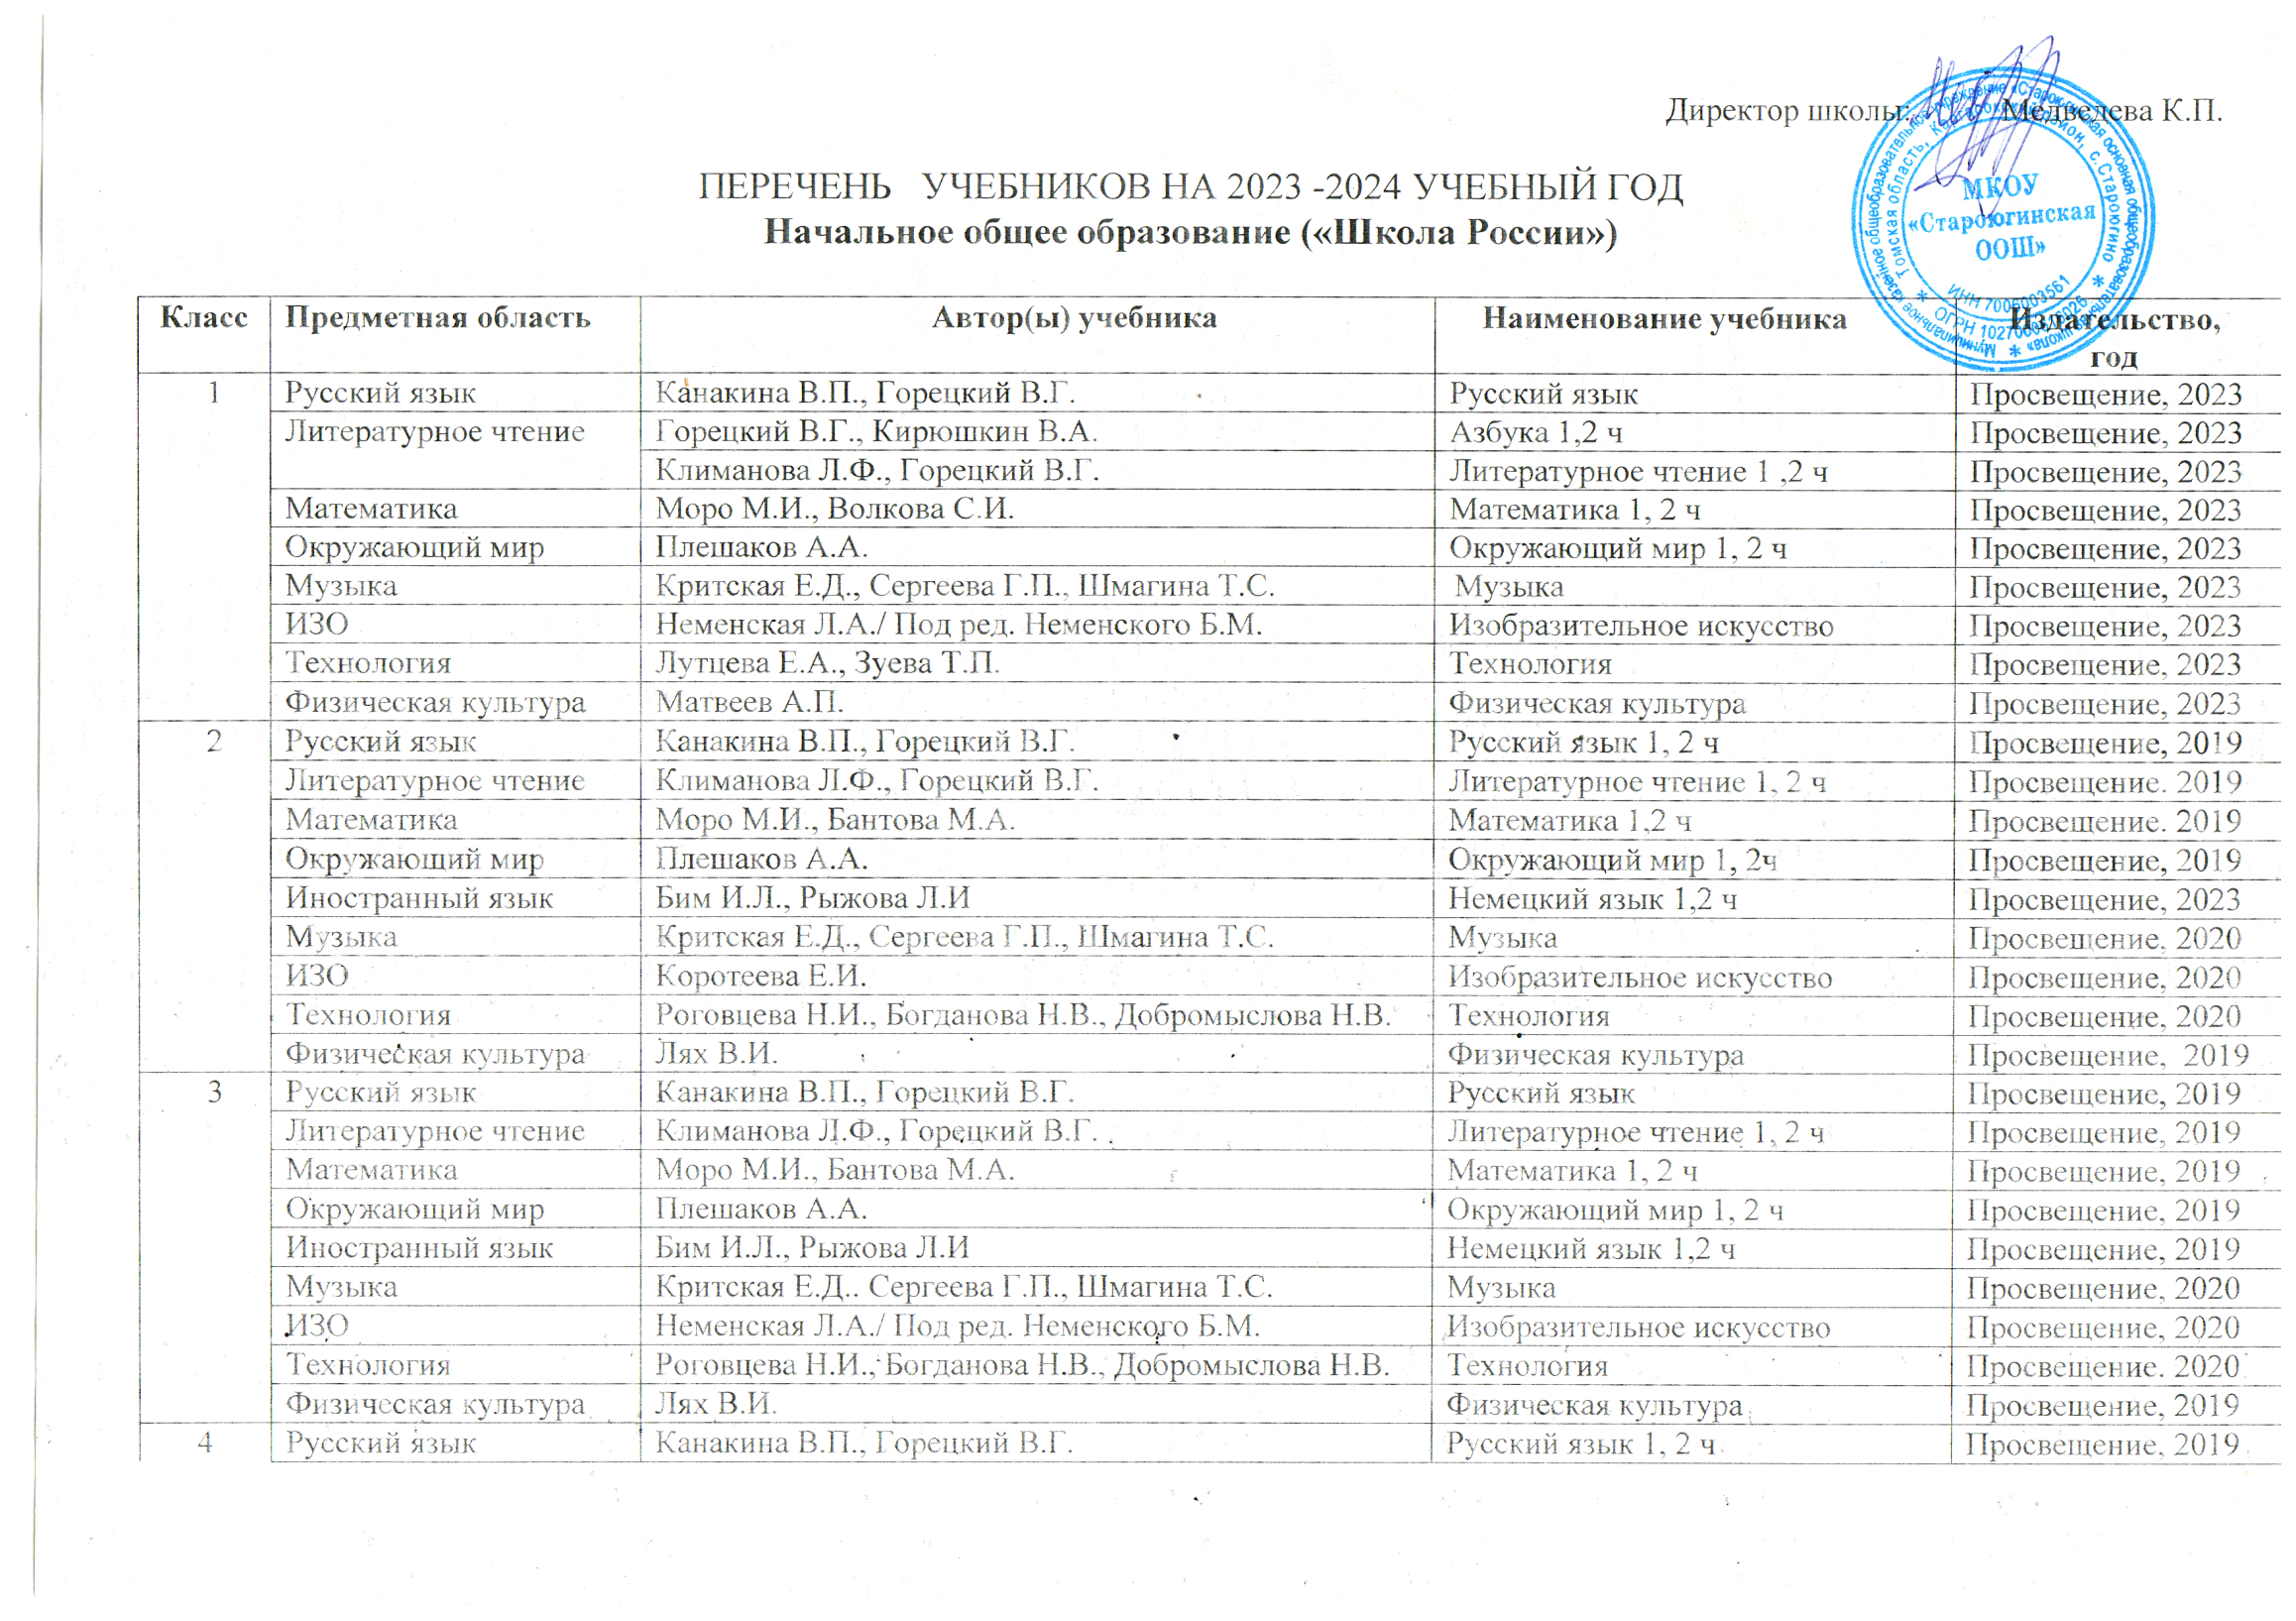 Директор школы: Медведева К.П.
ПЕРЕЧЕНЬ УЧЕБНИКОВ НА 2023 -2024 УЧЕБНЫЙ ГОД
Начальное общее образование («Школа России»)
МКОУ
«Староюгинская
ООШ»
ИНН 7006003561
Томская область, Каргасокский район, с.Староюгино
Класс Предметная область Автор(ы) учебника Наименование учебника Издательство, год
1 Русский язык Канакина В.П., Горецкий В.Г. Русский язык Просвещение, 2023
Литературное чтение Горецкий В.Г., Кирюшкин В.А. Азбука 1,2 ч Просвещение, 2023
Климанова Л.Ф., Горецкий В.Г. Литературное чтение 1 ,2 ч Просвещение, 2023
Математика Моро М.И., Волкова С.И. Математика 1, 2 ч Просвещение, 2023
Окружающий мир Плешаков А.А. Окружающий мир 1, 2 ч Просвещение, 2023
Музыка Критская Е.Д., Сергеева Г.П., Шмагина Т.С. Музыка Просвещение, 2023
ИЗО Неменская Л.А./ Под ред. Неменского Б.М. Изобразительное искусство Просвещение, 2023
Технология Лутцева Е.А., Зуева Т.П. Технология Просвещение, 2023
Физическая культура Матвеев А.П. Физическая культура Просвещение, 2023
2 Русский язык Канакина В.П., Горецкий В.Г. Русский язык 1, 2 ч Просвещение, 2019
Литературное чтение Климанова Л.Ф., Горецкий В.Г. Литературное чтение 1, 2 ч Просвещение. 2019
Математика Моро М.И., Бантова М.А. Математика 1,2 ч Просвещение. 2019
Окружающий мир Плешаков А.А. Окружающий мир 1, 2ч Просвещение, 2019
Иностранный язык Бим И.Л., Рыжова Л.И Немецкий язык 1,2 ч Просвещение, 2023
Музыка Критская Е.Д., Сергеева Г.П., Шмагина Т.С. Музыка Просвещение, 2020
ИЗО Коротеева Е.И. Изобразительное искусство Просвещение, 2020
Технология Роговцева Н.И., Богданова Н.В., Добромыслова Н.В. Технология Просвещение, 2020
Физическая культура Лях В.И. Физическая культура Просвещение, 2019
3 Русский язык Канакина В.П., Горецкий В.Г. Русский язык Просвещение, 2019
Литературное чтение Климанова Л.Ф., Горецкий В.Г. Литературное чтение 1, 2 ч Просвещение, 2019
Математика Моро М.И., Бантова М.А. Математика 1, 2 ч Просвещение, 2019
Окружающий мир Плешаков А.А. Окружающий мир 1, 2 ч Просвещение, 2019
Иностранный язык Бим И.Л., Рыжова Л.И Немецкий язык 1,2 ч Просвещение, 2019
Музыка Критская Е.Д.. Сергеева Г.П., Шмагина Т.С. Музыка Просвещение, 2020
ИЗО Неменская Л.А./ Под ред. Неменского Б.М. Изобразительное искусство Просвещение, 2020
Технология Роговцева Н.И., Богданова Н.В., Добромыслова Н.В. Технология Просвещение. 2020
Физическая культура Лях В.И. Физическая культура Просвещение, 2019
4 Русский язык Канакина В.П., Горецкий В.Г. Русский язык 1, 2 ч Просвещение, 2019